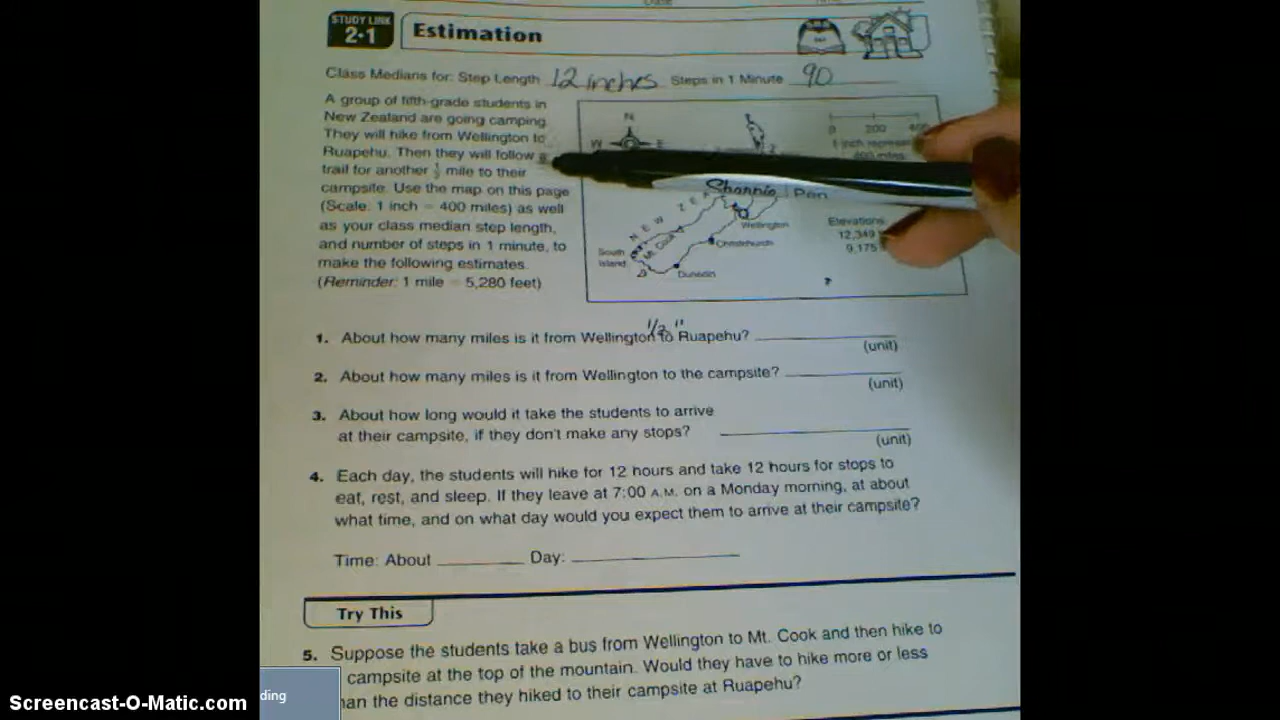 STUDY LINK
2·1
Estimation
Class Medians for: Step Length 12 inches Steps in 1 Minute 90
A group of fifth-grade students in
New Zealand are going camping.
They will hike from Wellington to
Ruapehu. Then they will follow
trail for another 1/2 mile to their
campsite. Use the map on this page
(Scale: 1 inch = 400 miles) as well
as your class median step length,
and number of steps in 1 minute, to
make the following estimates.
(Reminder: 1 mile = 5,280 feet)
N
W E
0 200
NEW
Mt. Cook
South
Island
Wellington
Christchurch
Dunedin
Elevations
12,349
9,175
Sharpie Pen
1/2 "
1. About how many miles is it from Wellington to Ruapehu?
(unit)
2. About how many miles is it from Wellington to the campsite?
(unit)
3. About how long would it take the students to arrive
at their campsite, if they don't make any stops?
(unit)
4. Each day, the students will hike for 12 hours and take 12 hours for stops to
eat, rest, and sleep. If they leave at 7:00 A.M. on a Monday morning, at about
what time, and on what day would you expect them to arrive at their campsite?
Time: About Day:
Try This
5. Suppose the students take a bus from Wellington to Mt. Cook and then hike to
campsite at the top of the mountain. Would they have to hike more or less
han the distance they hiked to their campsite at Ruapehu?
ding
Screencast-O-Matic.com